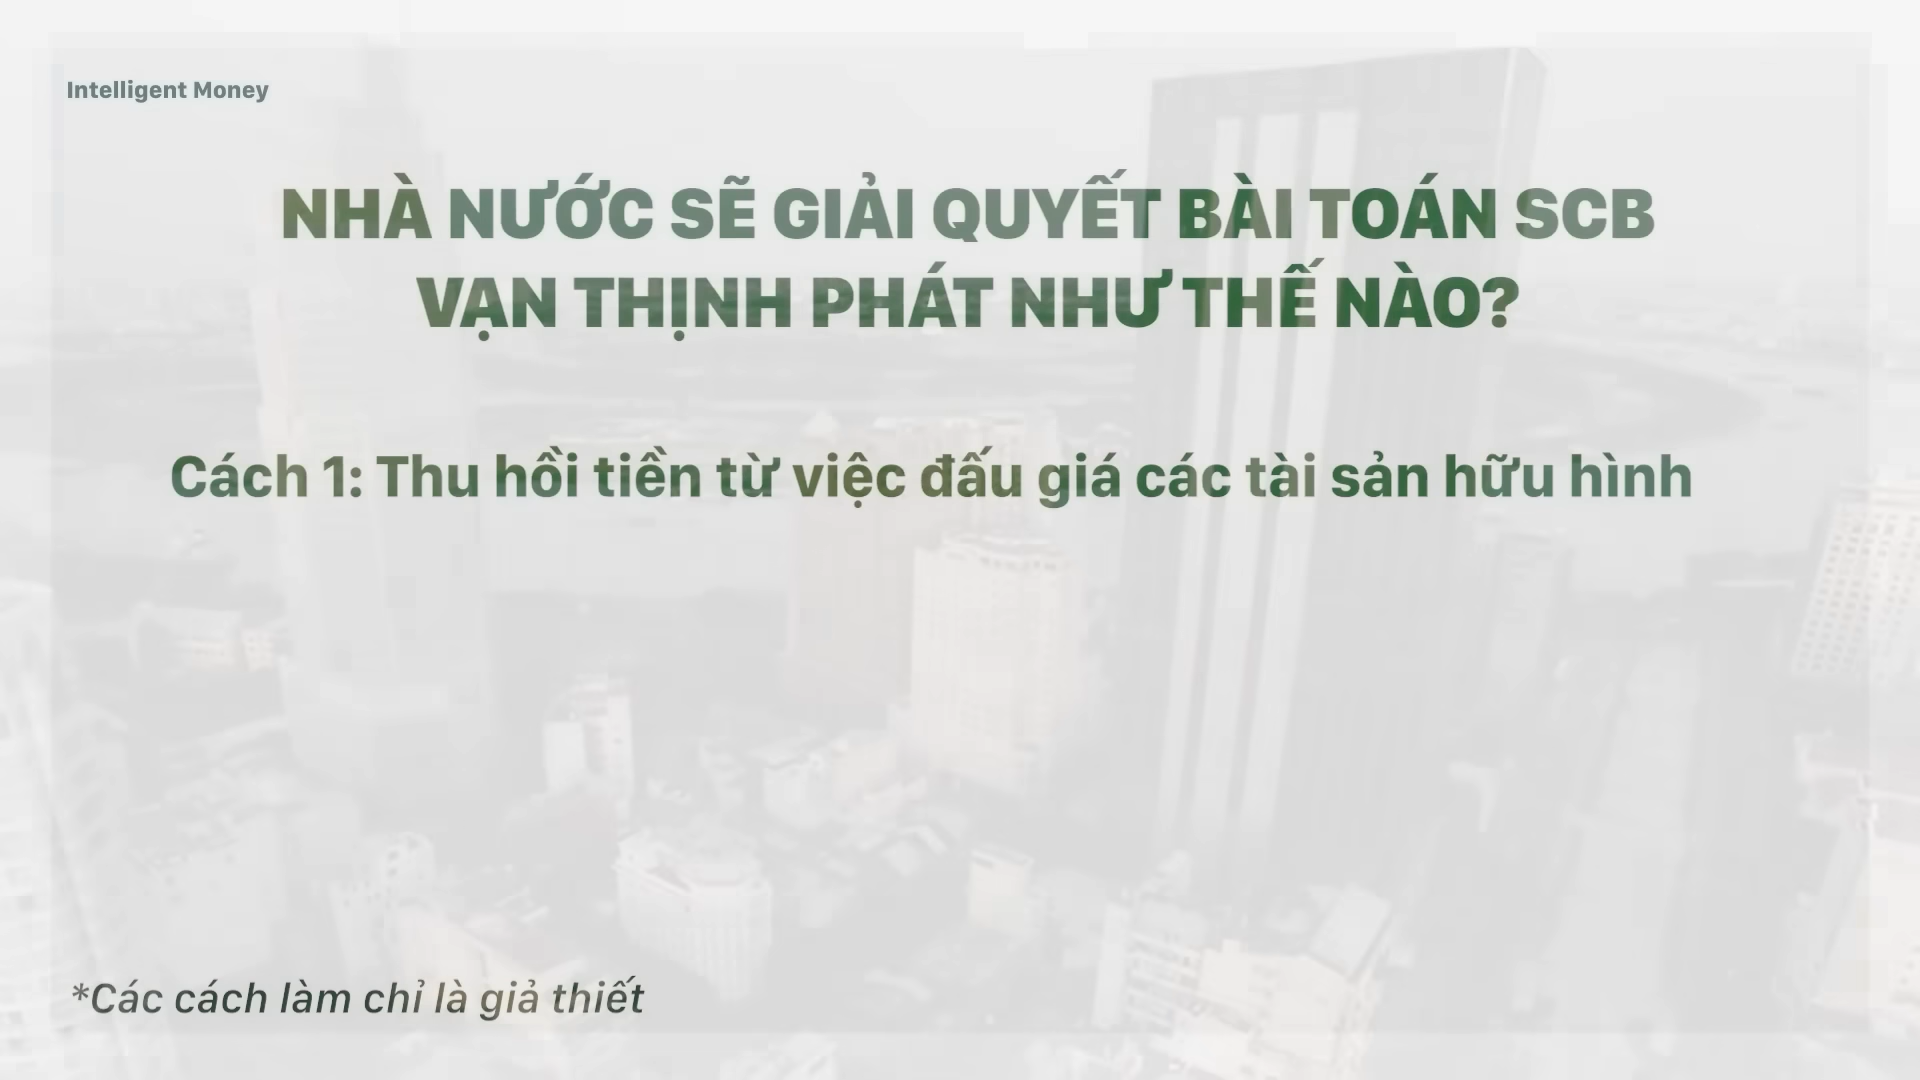 Intelligent Money
NHÀ NƯỚC SẼ GIẢI QUYẾT BÀI TOÁN SCB
VẠN THỊNH PHÁT NHƯ THẾ NÀO?
Cách 1: Thu hồi tiền từ việc đấu giá các tài sản hữu hình
*Các cách làm chỉ là giả thiết